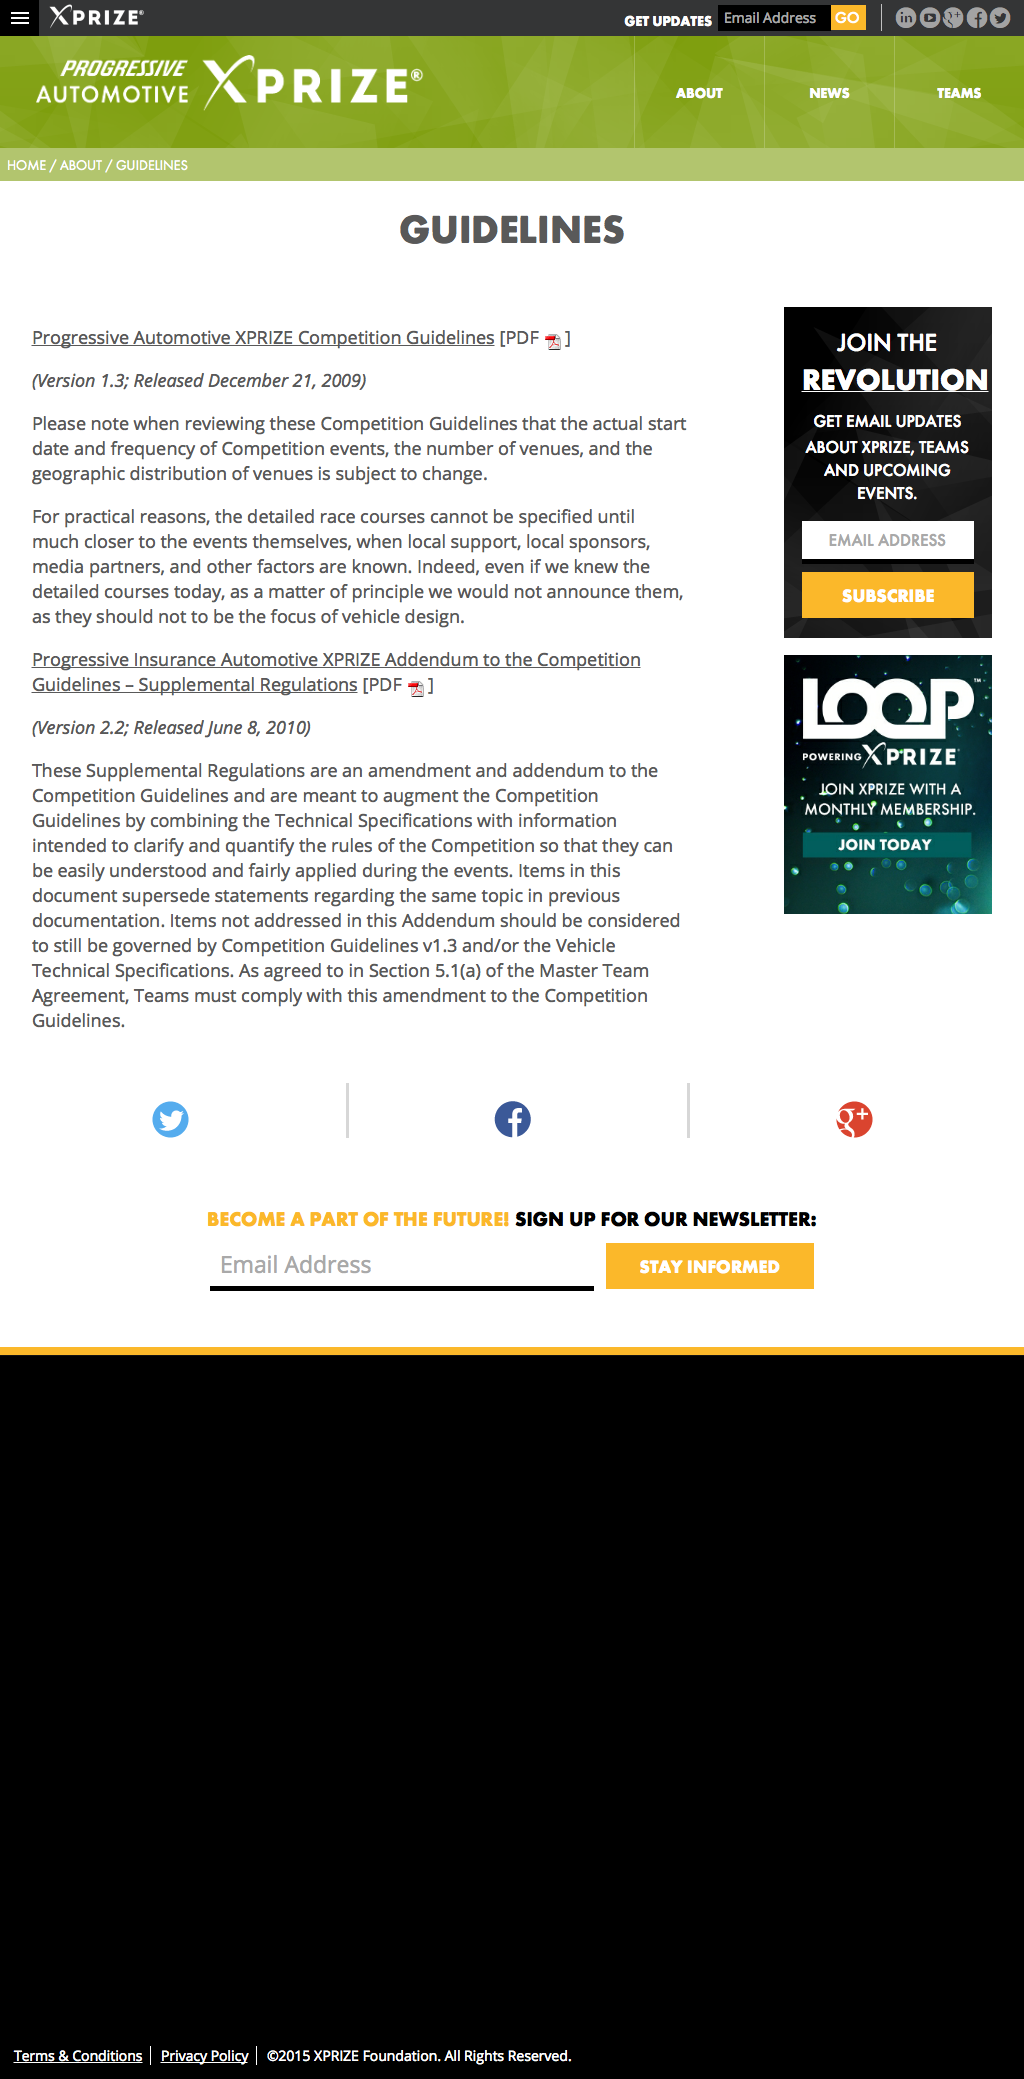 XPRIZE®
GET UPDATES Email Address GO
PROGRESSIVE
AUTOMOTIVE
XPRIZE®
ABOUT NEWS TEAMS
HOME / ABOUT / GUIDELINES
GUIDELINES
Progressive Automotive XPRIZE Competition Guidelines [PDF ]
(Version 1.3; Released December 21, 2009)
Please note when reviewing these Competition Guidelines that the actual start
date and frequency of Competition events, the number of venues, and the
geographic distribution of venues is subject to change.
For practical reasons, the detailed race courses cannot be specified until
much closer to the events themselves, when local support, local sponsors,
media partners, and other factors are known. Indeed, even if we knew the
detailed courses today, as a matter of principle we would not announce them,
as they should not to be the focus of vehicle design.
Progressive Insurance Automotive XPRIZE Addendum to the Competition
Guidelines – Supplemental Regulations [PDF ]
(Version 2.2; Released June 8, 2010)
These Supplemental Regulations are an amendment and addendum to the
Competition Guidelines and are meant to augment the Competition
Guidelines by combining the Technical Specifications with information
intended to clarify and quantify the rules of the Competition so that they can
be easily understood and fairly applied during the events. Items in this
document supersede statements regarding the same topic in previous
documentation. Items not addressed in this Addendum should be considered
to still be governed by Competition Guidelines v1.3 and/or the Vehicle
Technical Specifications. As agreed to in Section 5.1(a) of the Master Team
Agreement, Teams must comply with this amendment to the Competition
Guidelines.
JOIN THE
REVOLUTION
GET EMAIL UPDATES
ABOUT XPRIZE, TEAMS
AND UPCOMING
EVENTS.
EMAIL ADDRESS
SUBSCRIBE
LOOP™
POWERING XPRIZE
JOIN XPRIZE WITH A
MONTHLY MEMBERSHIP.
JOIN TODAY
BECOME A PART OF THE FUTURE! SIGN UP FOR OUR NEWSLETTER:
Email Address
STAY INFORMED
Terms & Conditions Privacy Policy ©2015 XPRIZE Foundation. All Rights Reserved.